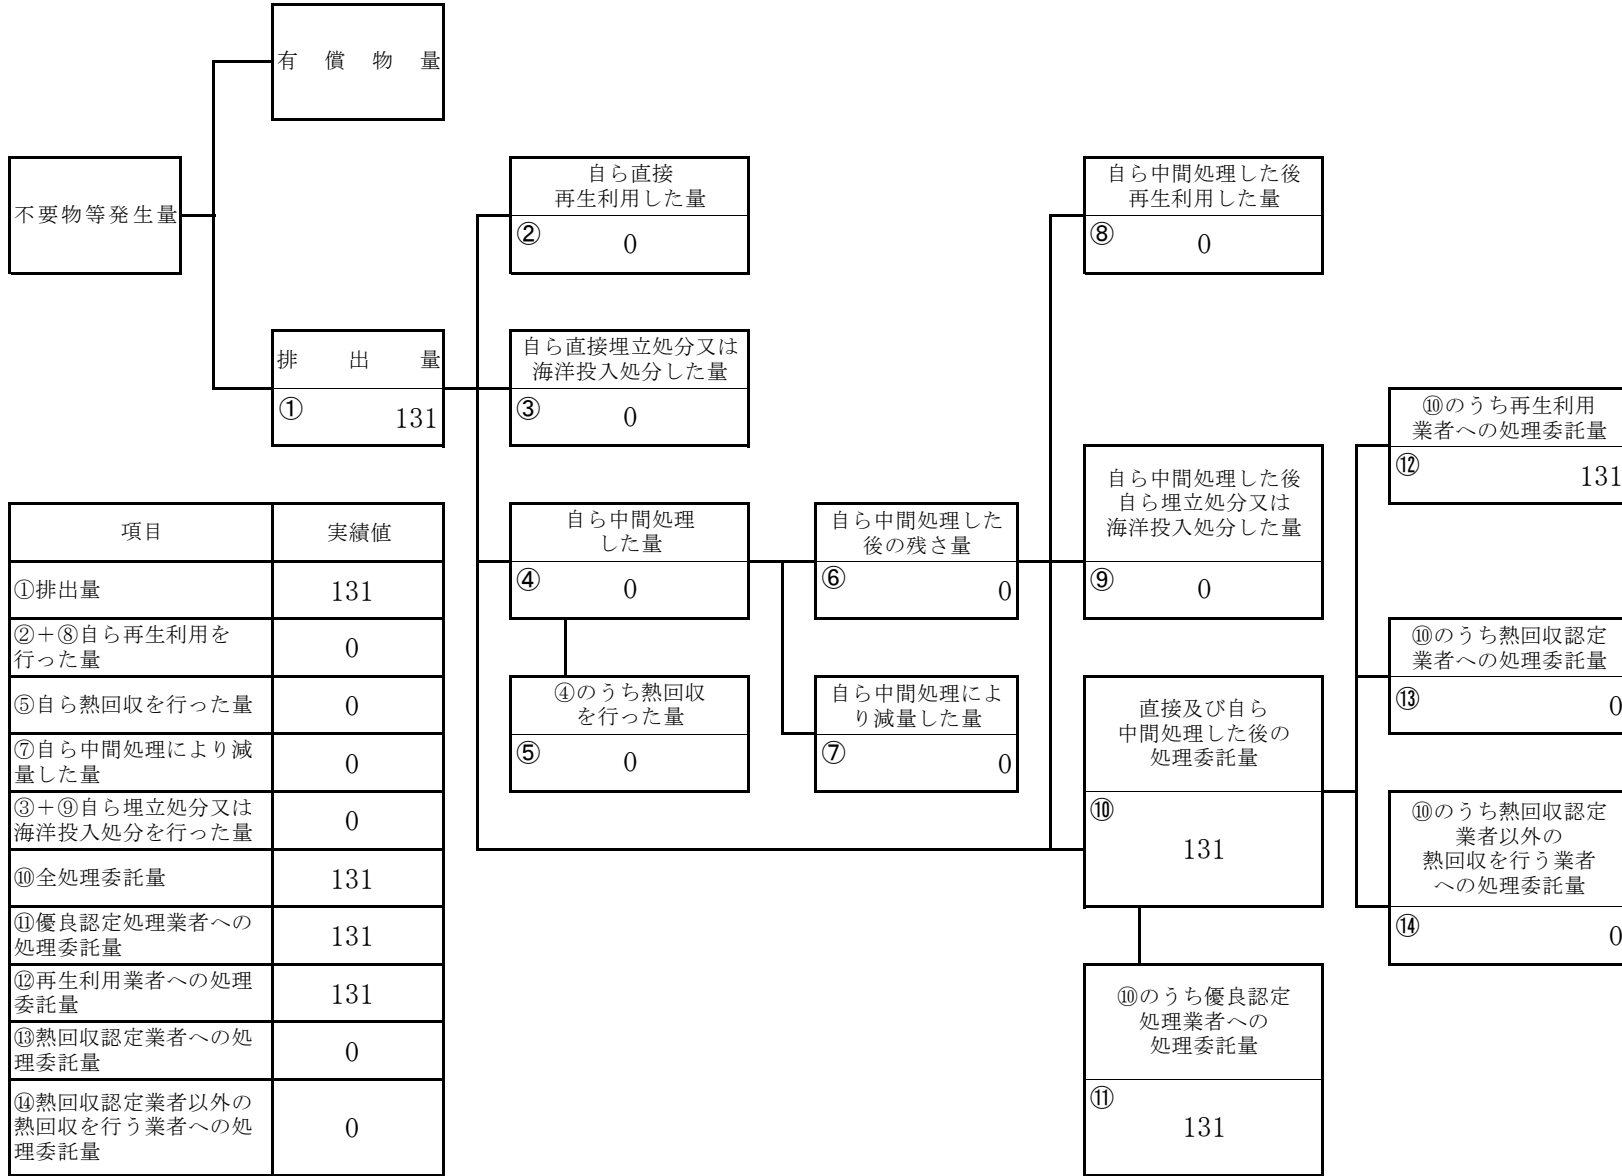 有償物量
不要物等発生量
自ら直接
再生利用した量
② 0
自ら中間処理した後
再生利用した量
⑧ 0
排出量
① 131
自ら直接埋立処分又は
海洋投入処分した量
③ 0
⑩のうち再生利用
業者への処理委託量
⑫ 131
自ら中間処理
した量
④ 0
自ら中間処理した
後の残さ量
⑥ 0
自ら中間処理した後
自ら埋立処分又は
海洋投入処分した量
⑨ 0
⑩のうち熱回収認定
業者への処理委託量
⑬ 0
④のうち熱回収
を行った量
⑤ 0
自ら中間処理によ
り減量した量
⑦ 0
直接及び自ら
中間処理した後の
処理委託量
⑩
131
⑩のうち熱回収認定
業者以外の
熱回収を行う業者
への処理委託量
⑭ 0
⑩のうち優良認定
処理業者への
処理委託量
⑪
131
項目 実績値
①排出量 131
②+⑧自ら再生利用を
行った量 0
⑤自ら熱回収を行った量 0
⑦自ら中間処理により減
量した量 0
③+⑨自ら埋立処分又は
海洋投入処分を行った量 0
⑩全処理委託量 131
⑪優良認定処理業者への
処理委託量 131
⑫再生利用業者への処理
委託量 131
⑬熱回収認定業者への処
理委託量 0
⑭熱回収認定業者以外の
熱回収を行う業者への処
理委託量 0